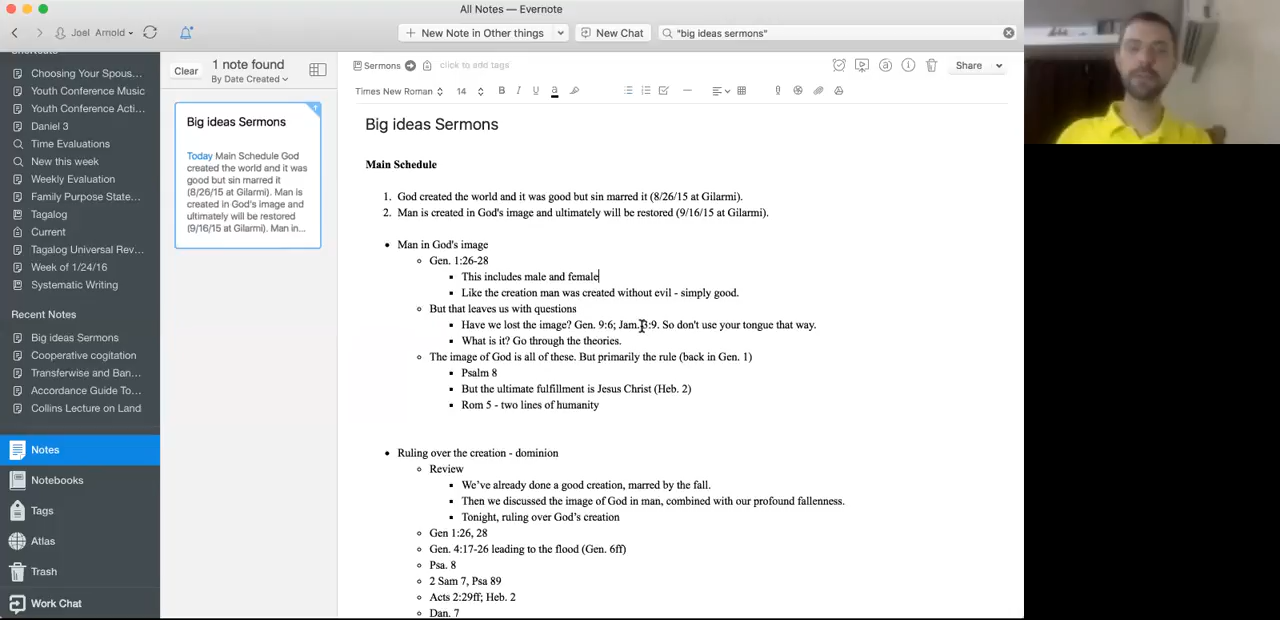 All Notes — Evernote
Joel Arnold
New Note in Other things
New Chat
"big ideas sermons"
Choosing Your Spous...
Youth Conference Music
Youth Conference Acti...
Daniel 3
Time Evaluations
New this week
Weekly Evaluation
Family Purpose State...
Tagalog
Current
Tagalog Universal Rev...
Week of 1/24/16
Systematic Writing
Recent Notes
Big ideas Sermons
Cooperative cogitation
Transferwise and Ban...
Accordance Guide To...
Collins Lecture on Land
Notes
Notebooks
Tags
Atlas
Trash
Work Chat
Clear
1 note found
By Date Created
Big ideas Sermons
Today Main Schedule God
created the world and it was
good but sin marred it
(8/26/15 at Gilarmi). Man is
created in God's image and
ultimately will be restored
(9/16/15 at Gilarmi). Man in...
Sermons
click to add tags
Share
Times New Roman
14
B I U a
Big ideas Sermons
Main Schedule
1. God created the world and it was good but sin marred it (8/26/15 at Gilarmi).
2. Man is created in God's image and ultimately will be restored (9/16/15 at Gilarmi).
• Man in God's image
Gen. 1:26-28
This includes male and female
Like the creation man was created without evil - simply good.
But that leaves us with questions
Have we lost the image? Gen. 9:6; Jam. 3:9. So don't use your tongue that way.
What is it? Go through the theories.
The image of God is all of these. But primarily the rule (back in Gen. 1)
Psalm 8
But the ultimate fulfillment is Jesus Christ (Heb. 2)
Rom 5 - two lines of humanity
• Ruling over the creation - dominion
Review
We've already done a good creation, marred by the fall.
Then we discussed the image of God in man, combined with our profound fallenness.
Tonight, ruling over God's creation
Gen 1:26, 28
Gen. 4:17-26 leading to the flood (Gen. 6ff)
Psa. 8
2 Sam 7, Psa 89
Acts 2:29ff; Heb. 2
Dan. 7